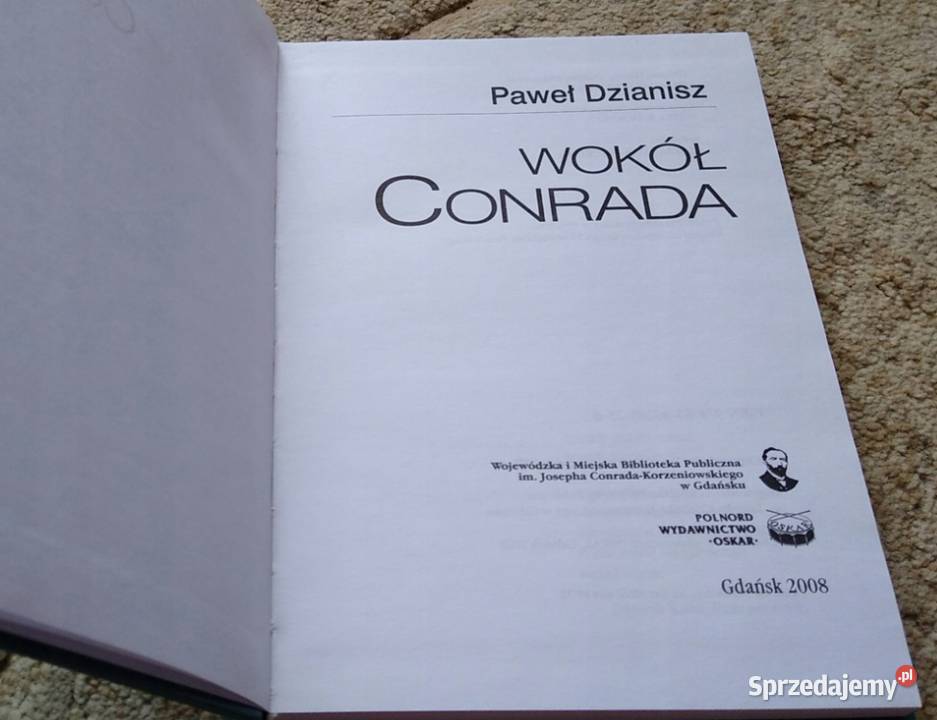 Paweł Dzianisz
WOKÓŁ
CONRADA
Wojewódzka i Miejska Biblioteka Publiczna
im. Josepha Conrada-Korzeniowskiego
w Gdańsku
POLNORD
WYDAWNICTWO
·OSKAR·
OSKAR
Gdańsk 2008
Sprzedajemy.pl